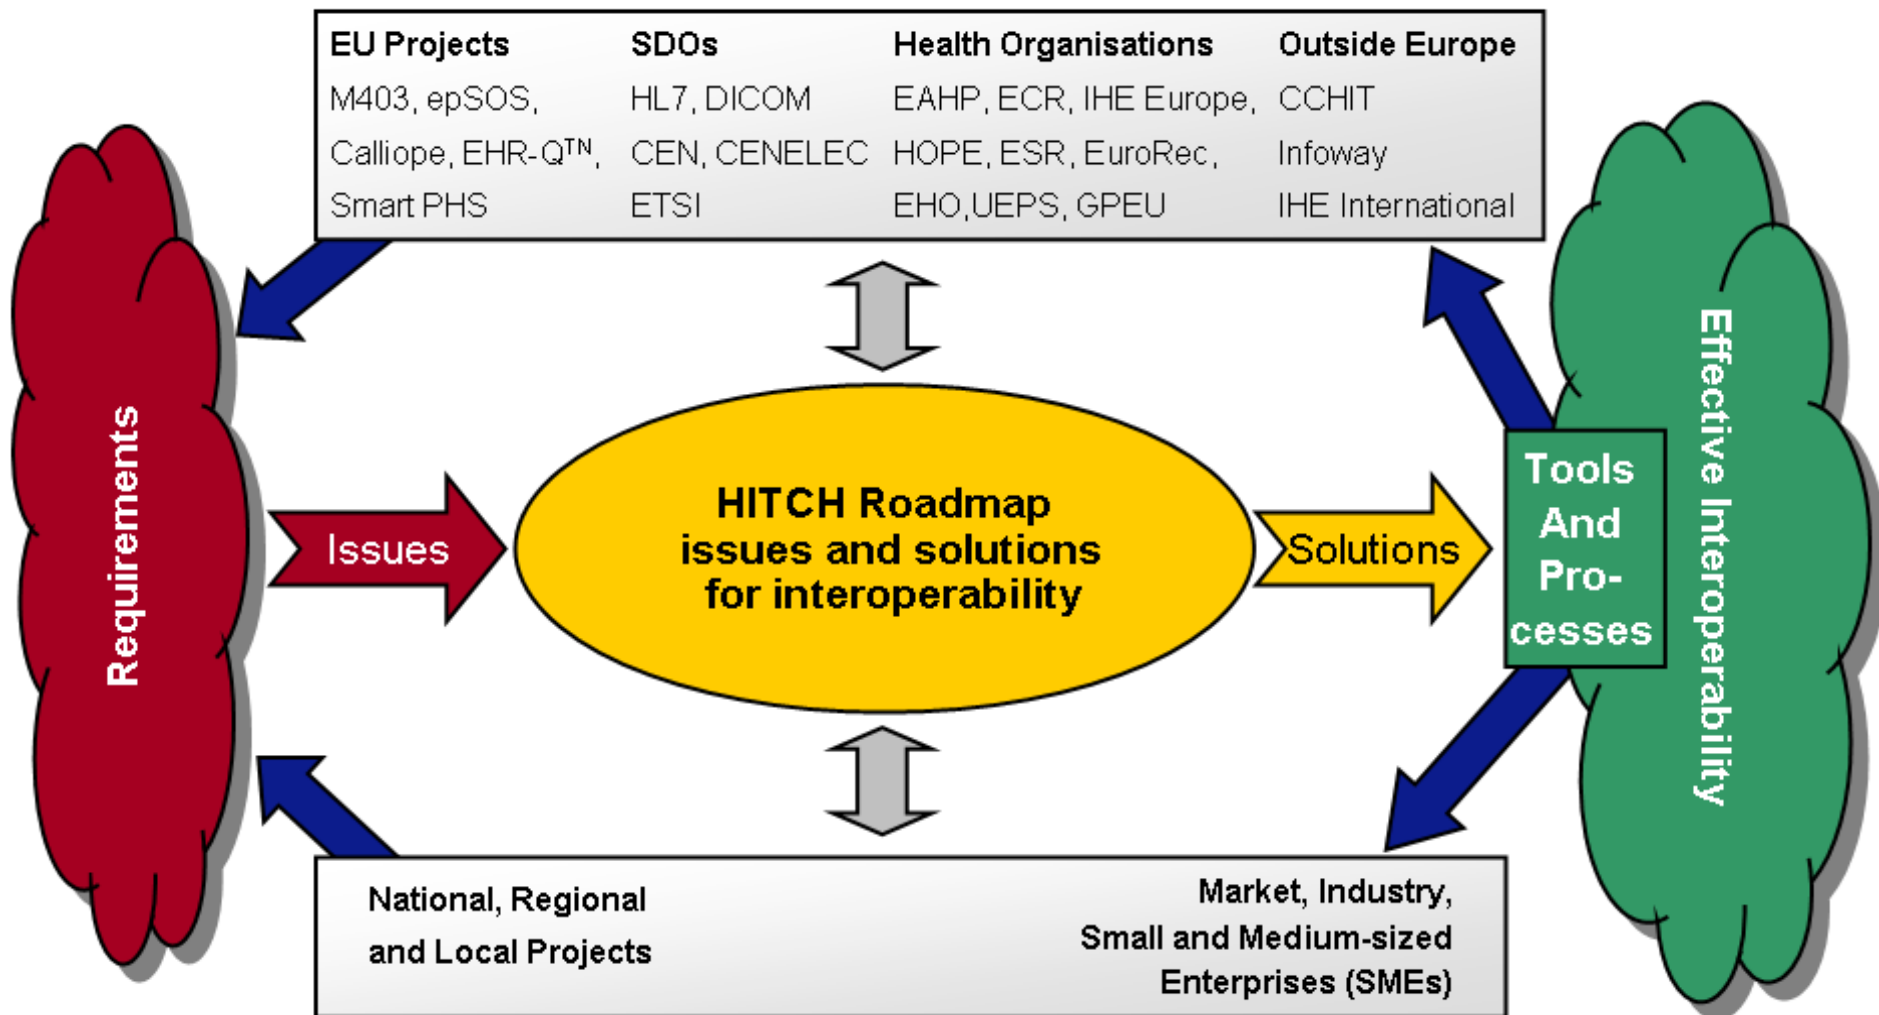 EU Projects SDOs Health Organisations Outside Europe
M403, epSOS, HL7, DICOM EAHP, ECR, IHE Europe, CCHIT
Calliope, EHR-Qᵀᴺ, CEN, CENELEC HOPE, ESR, EuroRec, Infoway
Smart PHS ETSI EHO,UEPS, GPEU IHE International
Requirements
Issues
HITCH Roadmap
issues and solutions
for interoperability
Solutions
Tools
And
Pro-
cesses
Effective Interoperability
National, Regional
and Local Projects
Market, Industry,
Small and Medium-sized
Enterprises (SMEs)